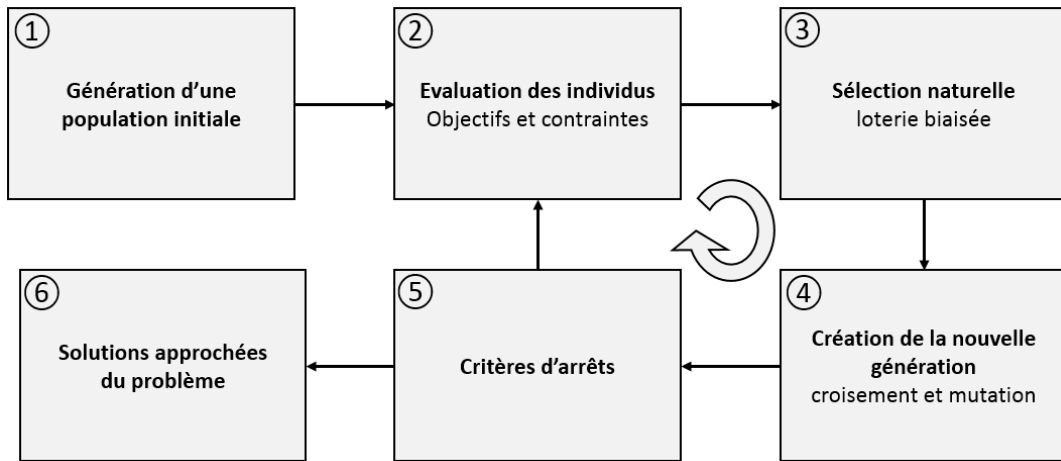 ①
Génération d'une
population initiale
②
Evaluation des individus
Objectifs et contraintes
③
Sélection naturelle
loterie biaisée
④
Création de la nouvelle
génération
croisement et mutation
⑤
Critères d'arrêts
⑥
Solutions approchées
du problème